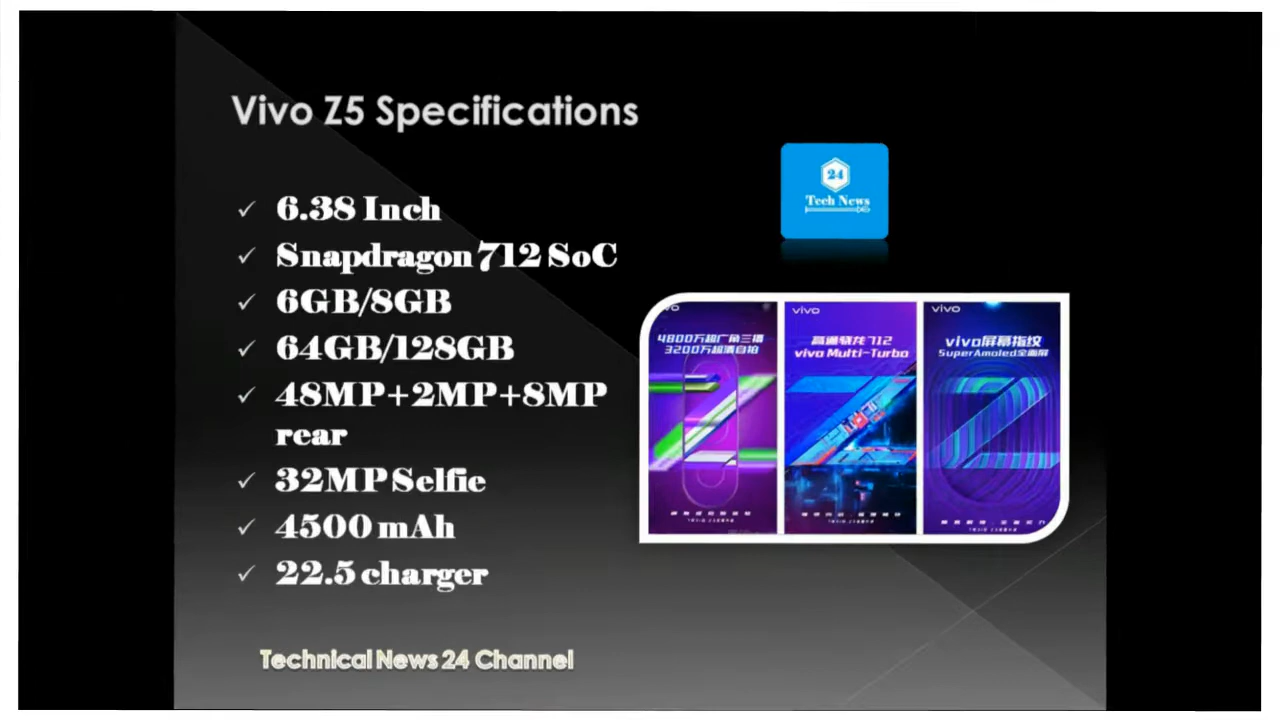 Vivo Z5 Specifications
✓ 6.38 Inch
✓ Snapdragon 712 SoC
✓ 6GB/8GB
✓ 64GB/128GB
✓ 48MP+2MP+8MP
rear
✓ 32MP Selfie
✓ 4500 mAh
✓ 22.5 charger
Technical News 24 Channel
24
Tech News
4800万超广角三摄
3200万超清自拍
vivo
高通骁龙712
vivo Multi-Turbo
vivo
vivo屏幕指纹
SuperAmoled全面屏